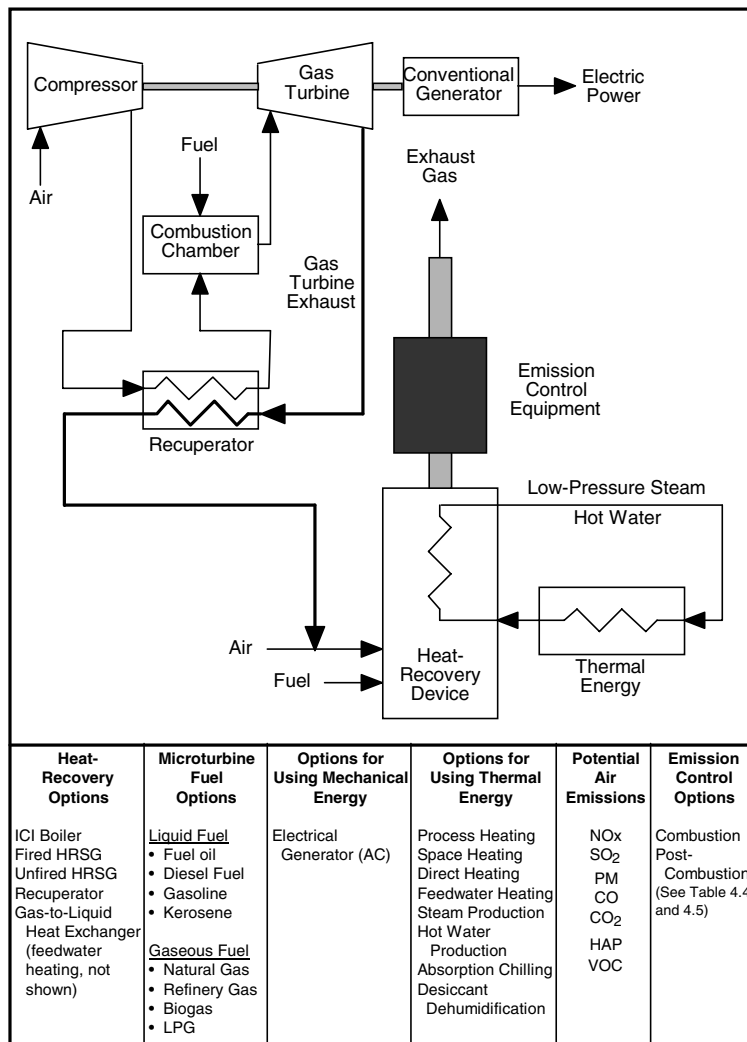 Compressor
Gas
Turbine
Conventional
Generator
Electric
Power
Air
Fuel
Combustion
Chamber
Exhaust
Gas
Gas
Turbine
Exhaust
Recuperator
Emission
Control
Equipment
Low-Pressure Steam
Hot Water
Air
Fuel
Heat-
Recovery
Device
Thermal
Energy
Heat-
Recovery
Options
ICI Boiler
Fired HRSG
Unfired HRSG
Recuperator
Gas-to-Liquid
Heat Exchanger
(feedwater
heating, not
shown)
Microturbine
Fuel
Options
Liquid Fuel
• Fuel oil
• Diesel Fuel
• Gasoline
• Kerosene
Gaseous Fuel
• Natural Gas
• Refinery Gas
• Biogas
• LPG
Options for
Using Mechanical
Energy
Electrical
Generator (AC)
Options for
Using Thermal
Energy
Process Heating
Space Heating
Direct Heating
Feedwater Heating
Steam Production
Hot Water
Production
Absorption Chilling
Desiccant
Dehumidification
Potential
Air
Emissions
NOx
SO2
PM
CO
CO2
HAP
VOC
Emission
Control
Options
Combustion
Post-
Combustion
(See Table 4.4
and 4.5)